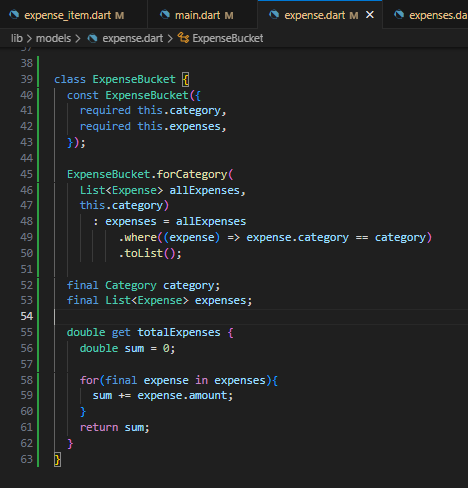 expense_item.dart M main.dart M expense.dart M × expenses.da
lib > models > expense.dart > ExpenseBucket
37
38
39 class ExpenseBucket {
40 const ExpenseBucket({
41 required this.category,
42 required this.expenses,
43 });
44
45 ExpenseBucket.forCategory(
46 List<Expense> allExpenses,
47 this.category)
48 : expenses = allExpenses
49 .where((expense) => expense.category == category)
50 .toList();
51
52 final Category category;
53 final List<Expense> expenses;
54
55 double get totalExpenses {
56 double sum = 0;
57
58 for(final expense in expenses){
59 sum += expense.amount;
60 }
61 return sum;
62 }
63 }